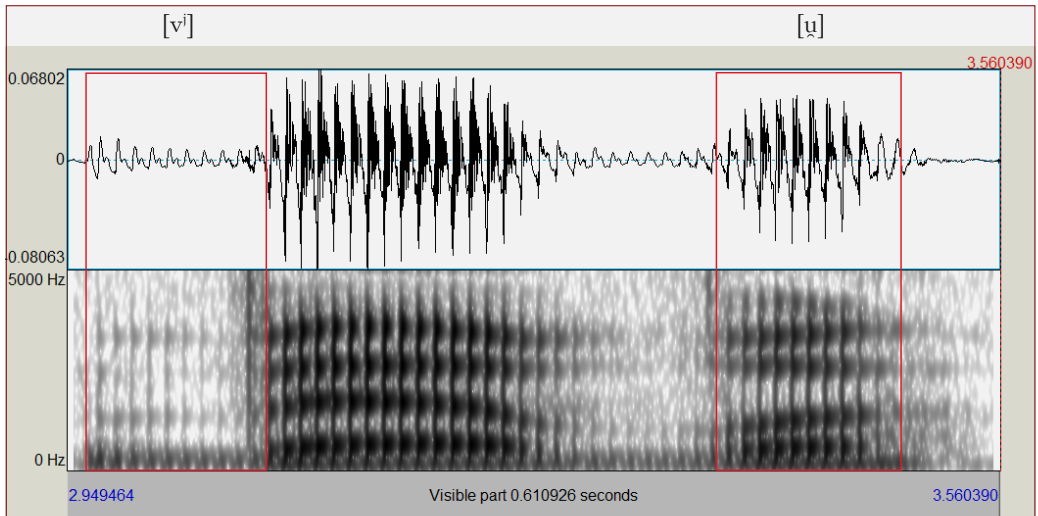 [vʲ] [u̯]
3.560390
0.06802
0
-0.08063
5000 Hz
0 Hz
2.949464 Visible part 0.610926 seconds 3.560390